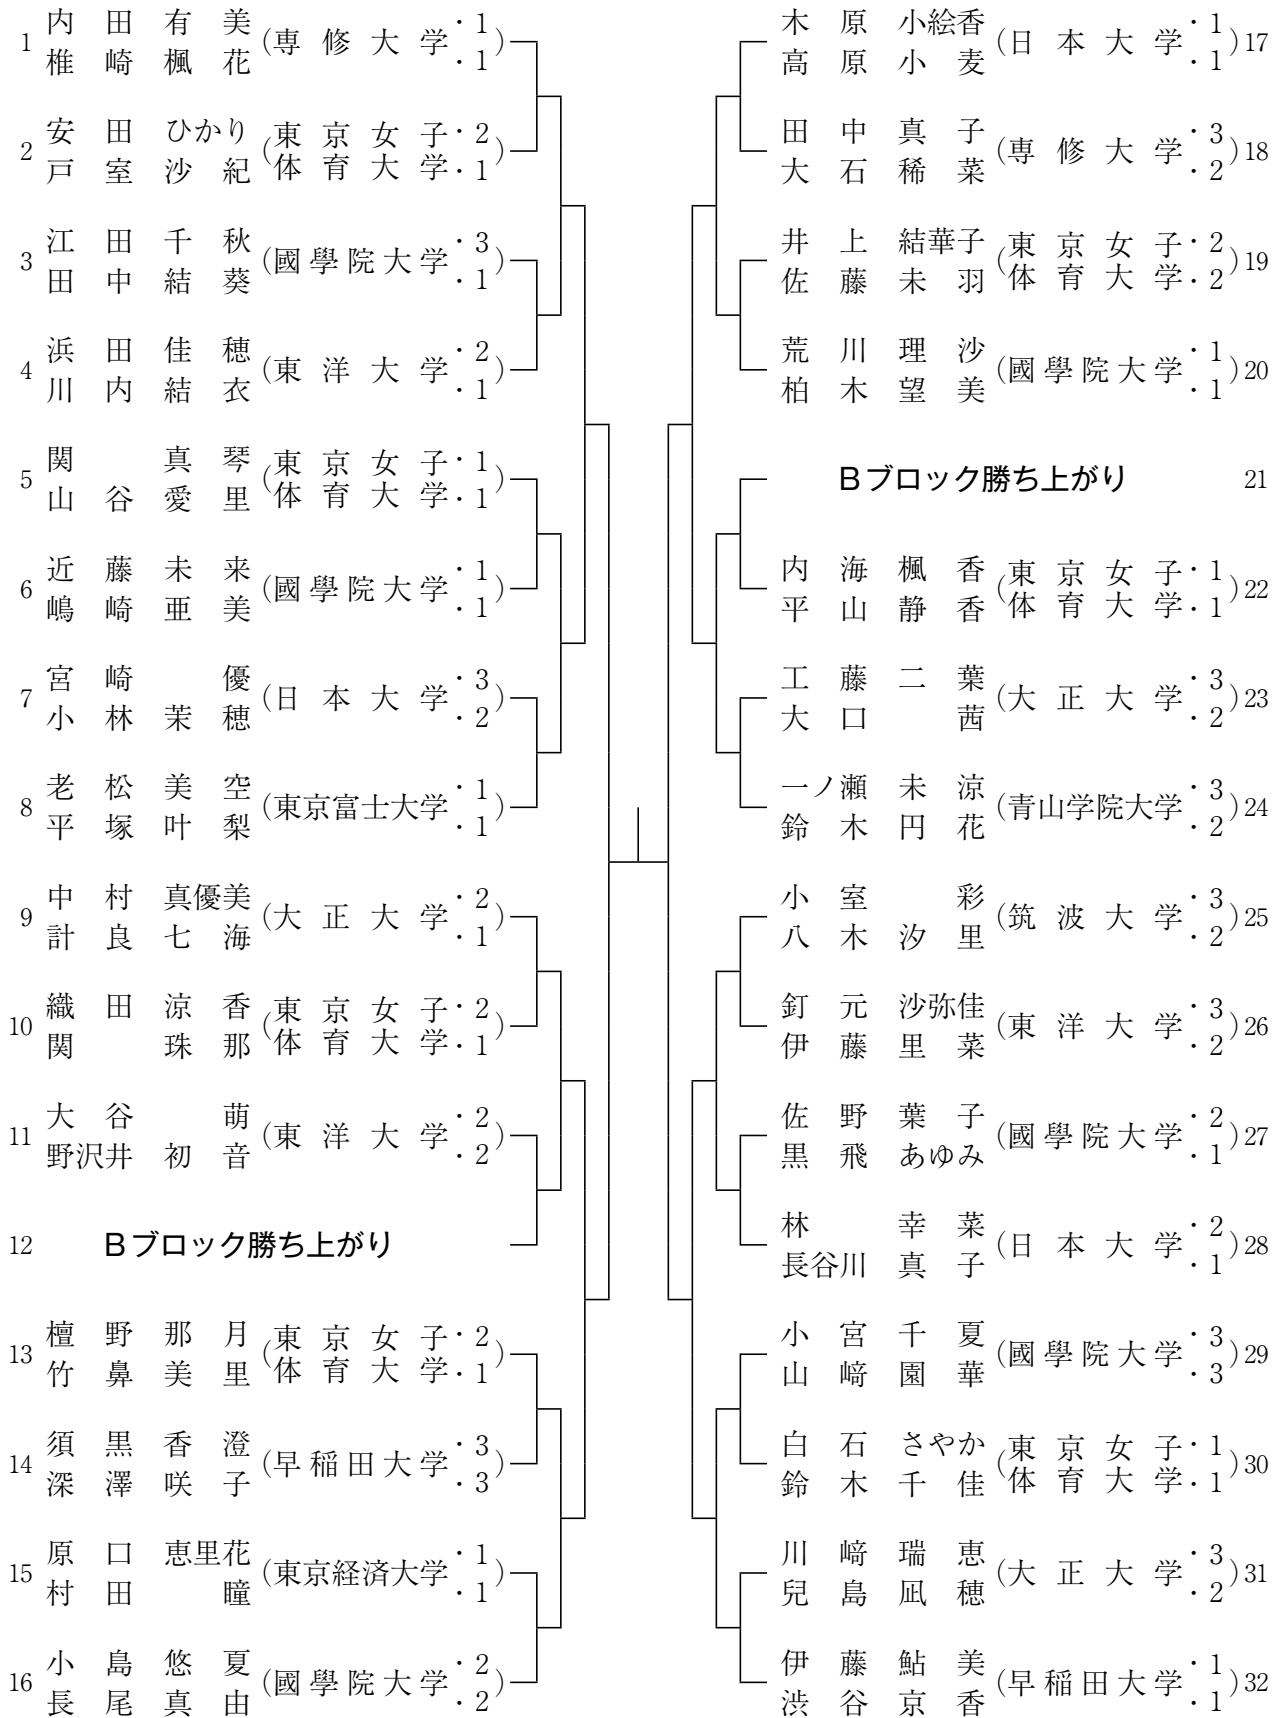 1 内田有美 椎崎楓花 (専修大学・1・1)
2 安田ひかり 戸室沙紀 (東京女子体育大学・2・1)
3 江田千秋 田中結葵 (國學院大学・3・1)
4 浜田佳穂 川内結衣 (東洋大学・2・1)
5 関真琴 山谷愛里 (東京女子体育大学・1・1)
6 近藤未来 嶋崎亜美 (國學院大学・1・1)
7 宮崎優 小林茉穂 (日本大学・3・2)
8 老松美空 平塚叶梨 (東京富士大学・1・1)
9 中村真優美 計良七海 (大正大学・2・1)
10 織田涼香 関珠那 (東京女子体育大学・2・1)
11 大谷萌 野沢井初音 (東洋大学・2・2)
12 Bブロック勝ち上がり
13 檀野那月 竹鼻美里 (東京女子体育大学・2・1)
14 須黒香澄 深澤咲子 (早稲田大学・3・3)
15 原口恵里花 村田瞳 (東京経済大学・1・1)
16 小島悠夏 長尾真由 (國學院大学・2・2)
木原小絵香 高原小麦 (日本大学・1・1) 17
田中真子 大石稀菜 (専修大学・3・2) 18
井上結華子 佐藤未羽 (東京女子体育大学・2・2) 19
荒川理沙 柏木望美 (國學院大学・1・1) 20
Bブロック勝ち上がり 21
内海楓香 平山静香 (東京女子体育大学・1・1) 22
工藤二葉 大口茜 (大正大学・3・2) 23
一ノ瀬未涼 鈴木円花 (青山学院大学・3・2) 24
小室彩 八木汐里 (筑波大学・3・2) 25
釘元沙弥佳 伊藤里菜 (東洋大学・3・2) 26
佐野葉子 黒飛あゆみ (國學院大学・2・1) 27
林幸菜 長谷川真子 (日本大学・2・1) 28
小宮千夏 山﨑園華 (國學院大学・3・3) 29
白石さやか 鈴木千佳 (東京女子体育大学・1・1) 30
川﨑瑞恵 兒島凪穂 (大正大学・3・2) 31
伊藤鮎美 渋谷京香 (早稲田大学・1・1) 32